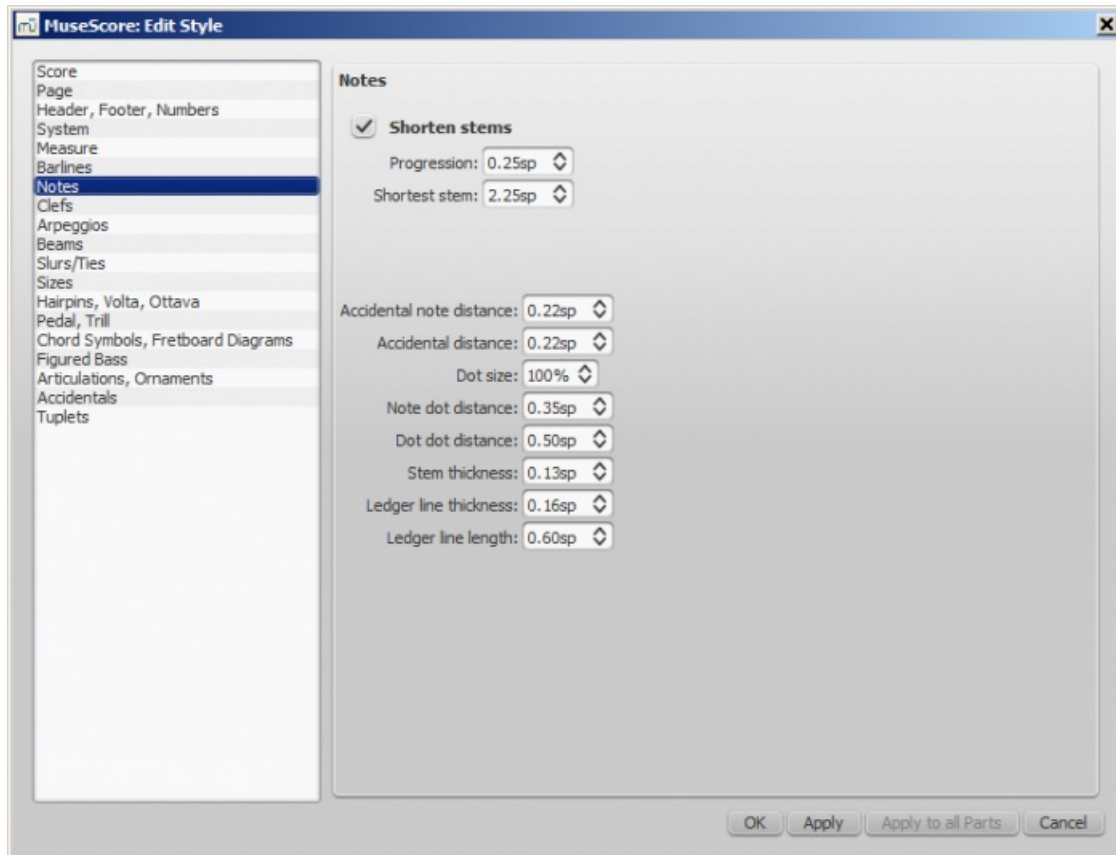 MuseScore: Edit Style
Score
Page
Header, Footer, Numbers
System
Measure
Barlines
Notes
Clefs
Arpeggios
Beams
Slurs/Ties
Sizes
Hairpins, Volta, Ottava
Pedal, Trill
Chord Symbols, Fretboard Diagrams
Figured Bass
Articulations, Ornaments
Accidentals
Tuplets
Notes
Shorten stems
Progression: 0.25sp
Shortest stem: 2.25sp
Accidental note distance: 0.22sp
Accidental distance: 0.22sp
Dot size: 100%
Note dot distance: 0.35sp
Dot dot distance: 0.50sp
Stem thickness: 0.13sp
Ledger line thickness: 0.16sp
Ledger line length: 0.60sp
OK Apply Apply to all Parts Cancel